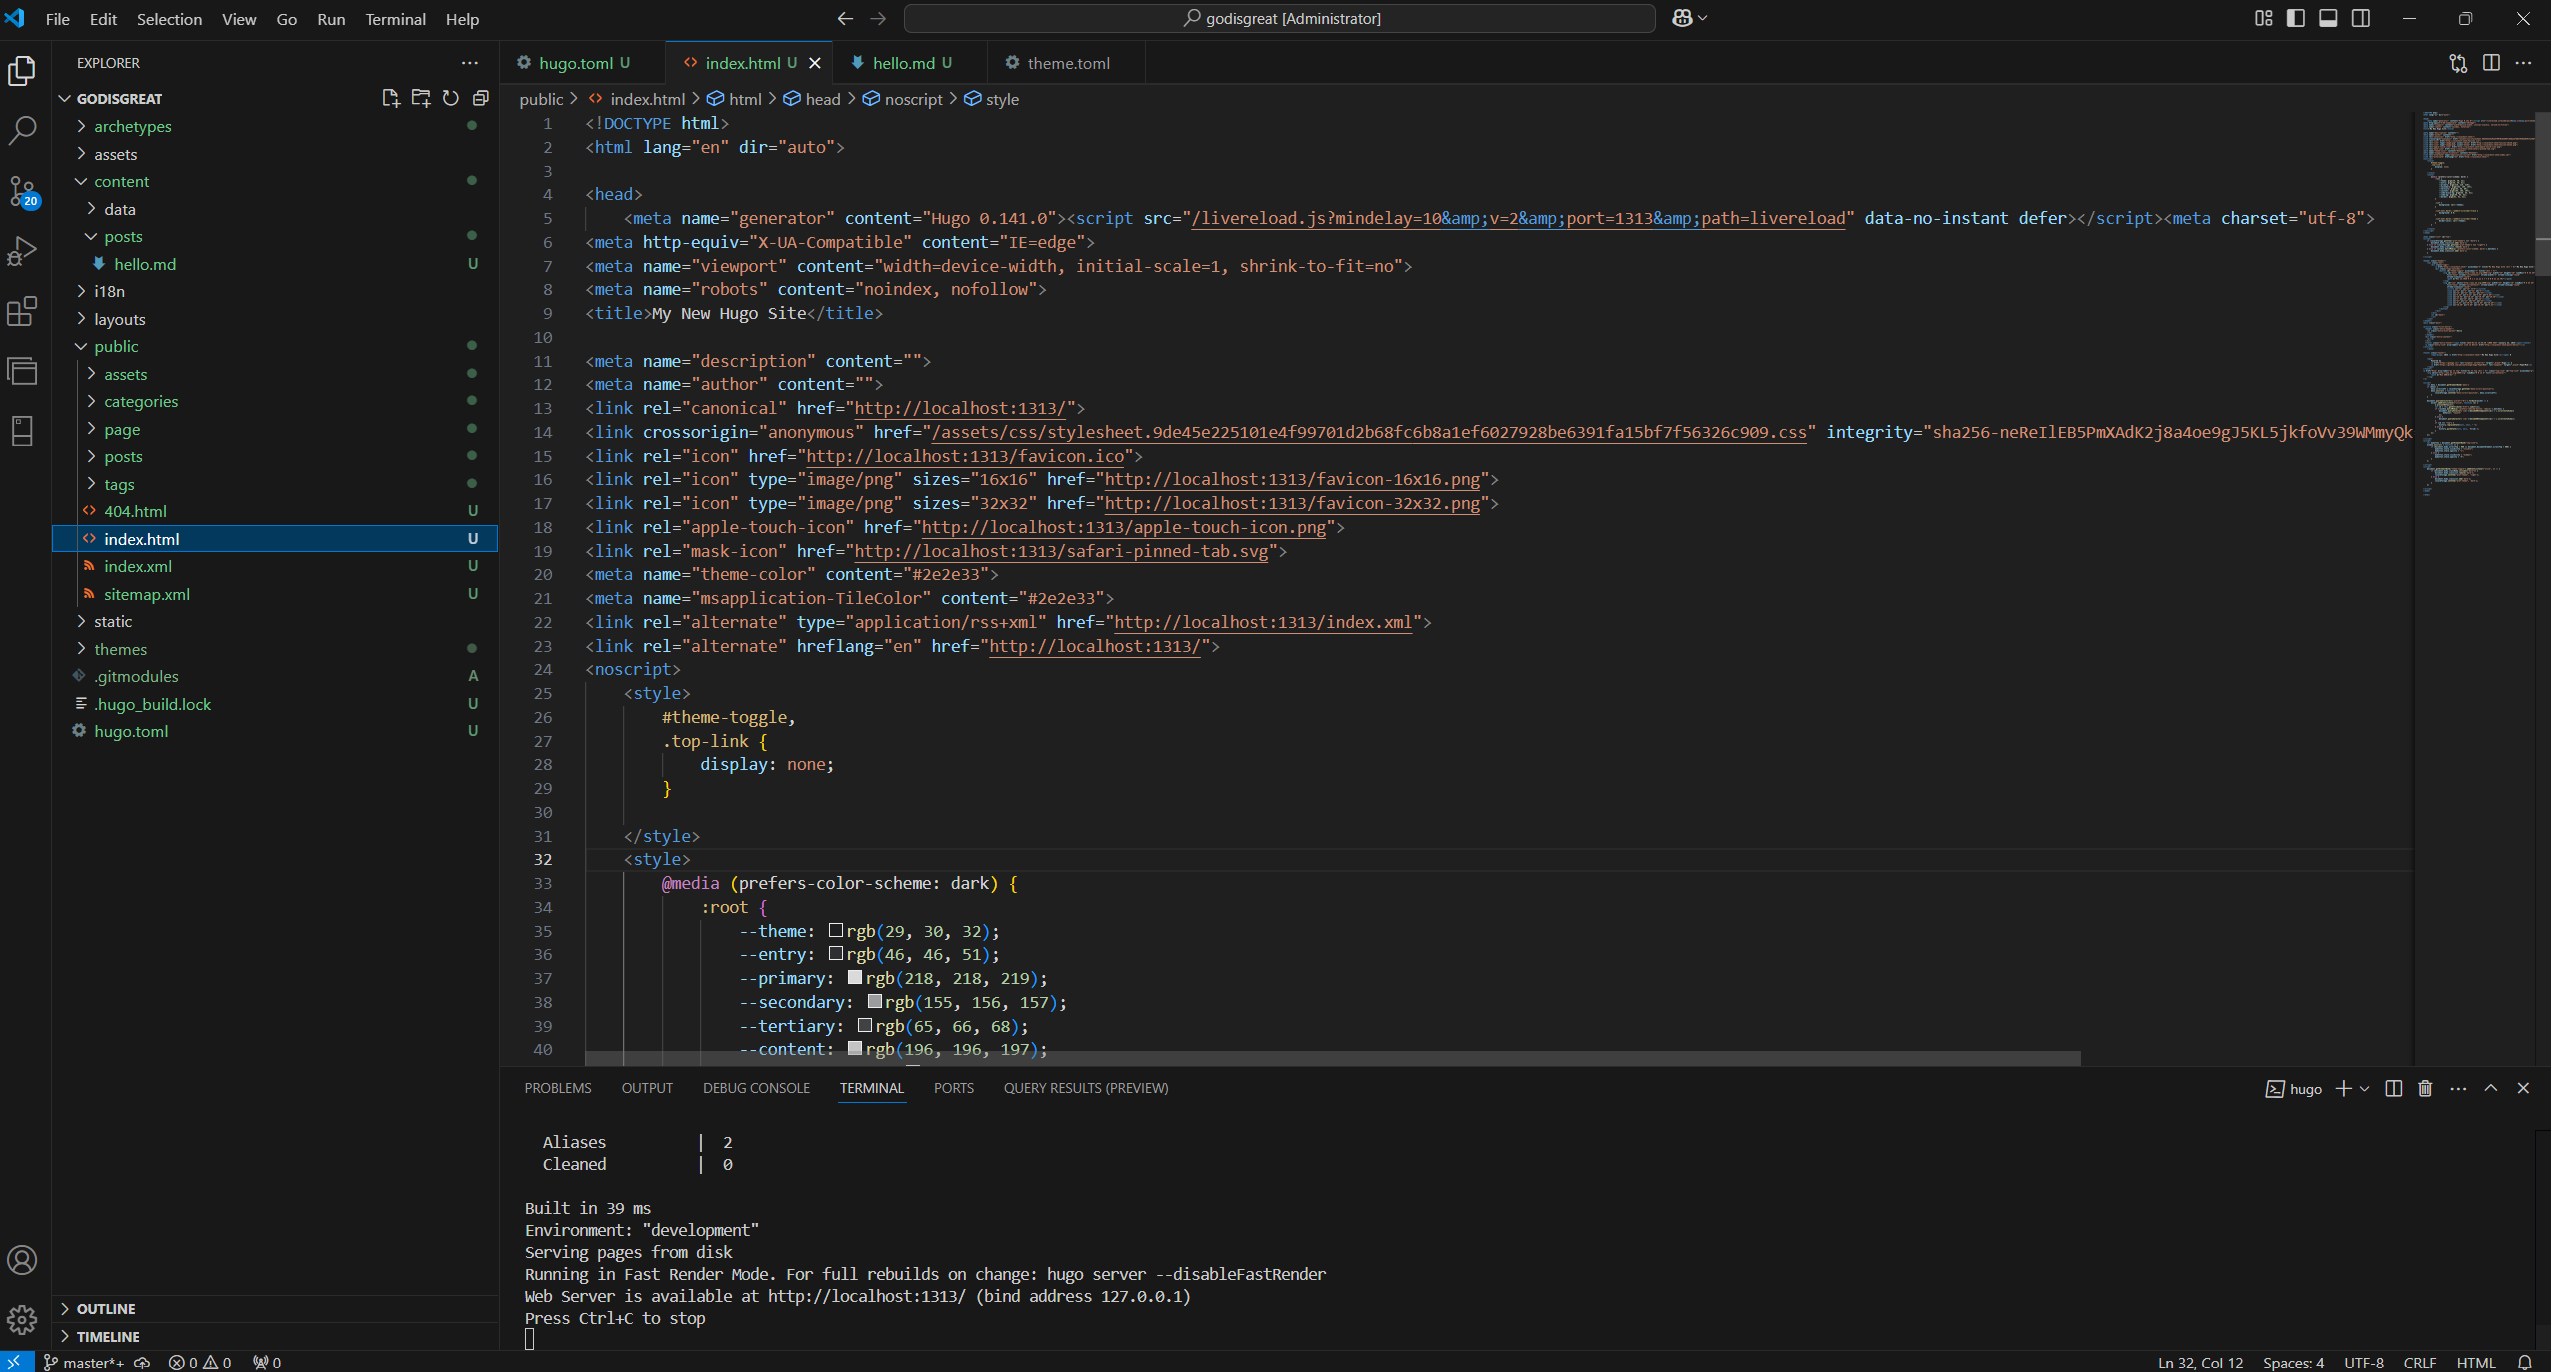 File Edit Selection View Go Run Terminal Help
godisgreat [Administrator]
EXPLORER
GODISGREAT
archetypes
assets
content
data
posts
hello.md U
i18n
layouts
public
assets
categories
page
posts
tags
404.html U
index.html U
index.xml U
sitemap.xml U
static
themes
.gitmodules A
.hugo_build.lock U
hugo.toml U
OUTLINE
TIMELINE
20
hugo.toml U index.html U hello.md U theme.toml
public > index.html > html > head > noscript > style
1 <!DOCTYPE html>
2 <html lang="en" dir="auto">
3
4 <head>
5 <meta name="generator" content="Hugo 0.141.0"><script src="/livereload.js?mindelay=10&amp;v=2&amp;port=1313&amp;path=livereload" data-no-instant defer></script><meta charset="utf-8">
6 <meta http-equiv="X-UA-Compatible" content="IE=edge">
7 <meta name="viewport" content="width=device-width, initial-scale=1, shrink-to-fit=no">
8 <meta name="robots" content="noindex, nofollow">
9 <title>My New Hugo Site</title>
10
11 <meta name="description" content="">
12 <meta name="author" content="">
13 <link rel="canonical" href="http://localhost:1313/">
14 <link crossorigin="anonymous" href="/assets/css/stylesheet.9de45e225101e4f99701d2b68fc6b8a1ef6027928be6391fa15bf7f56326c909.css" integrity="sha256-neReIlEB5PmXAdK2j8a4oe9gJ5KL5jkfoVv39WMmyQk
15 <link rel="icon" href="http://localhost:1313/favicon.ico">
16 <link rel="icon" type="image/png" sizes="16x16" href="http://localhost:1313/favicon-16x16.png">
17 <link rel="icon" type="image/png" sizes="32x32" href="http://localhost:1313/favicon-32x32.png">
18 <link rel="apple-touch-icon" href="http://localhost:1313/apple-touch-icon.png">
19 <link rel="mask-icon" href="http://localhost:1313/safari-pinned-tab.svg">
20 <meta name="theme-color" content="#2e2e33">
21 <meta name="msapplication-TileColor" content="#2e2e33">
22 <link rel="alternate" type="application/rss+xml" href="http://localhost:1313/index.xml">
23 <link rel="alternate" hreflang="en" href="http://localhost:1313/">
24 <noscript>
25 <style>
26 #theme-toggle,
27 .top-link {
28 display: none;
29 }
30
31 </style>
32 <style>
33 @media (prefers-color-scheme: dark) {
34 :root {
35 --theme: rgb(29, 30, 32);
36 --entry: rgb(46, 46, 51);
37 --primary: rgb(218, 218, 219);
38 --secondary: rgb(155, 156, 157);
39 --tertiary: rgb(65, 66, 68);
40 --content: rgb(196, 196, 197);
PROBLEMS OUTPUT DEBUG CONSOLE TERMINAL PORTS QUERY RESULTS (PREVIEW)
hugo
Aliases | 2
Cleaned | 0
Built in 39 ms
Environment: "development"
Serving pages from disk
Running in Fast Render Mode. For full rebuilds on change: hugo server --disableFastRender
Web Server is available at http://localhost:1313/ (bind address 127.0.0.1)
Press Ctrl+C to stop
master*+ 0 0 0 Ln 32, Col 12 Spaces: 4 UTF-8 CRLF HTML